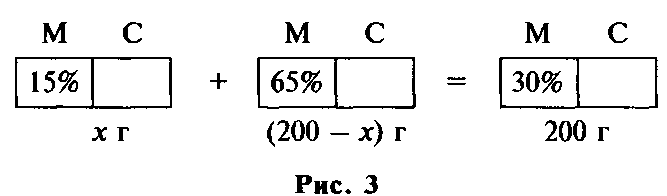 М С М С М С
15% + 65% = 30%
x г (200 – x) г 200 г
Рис. 3